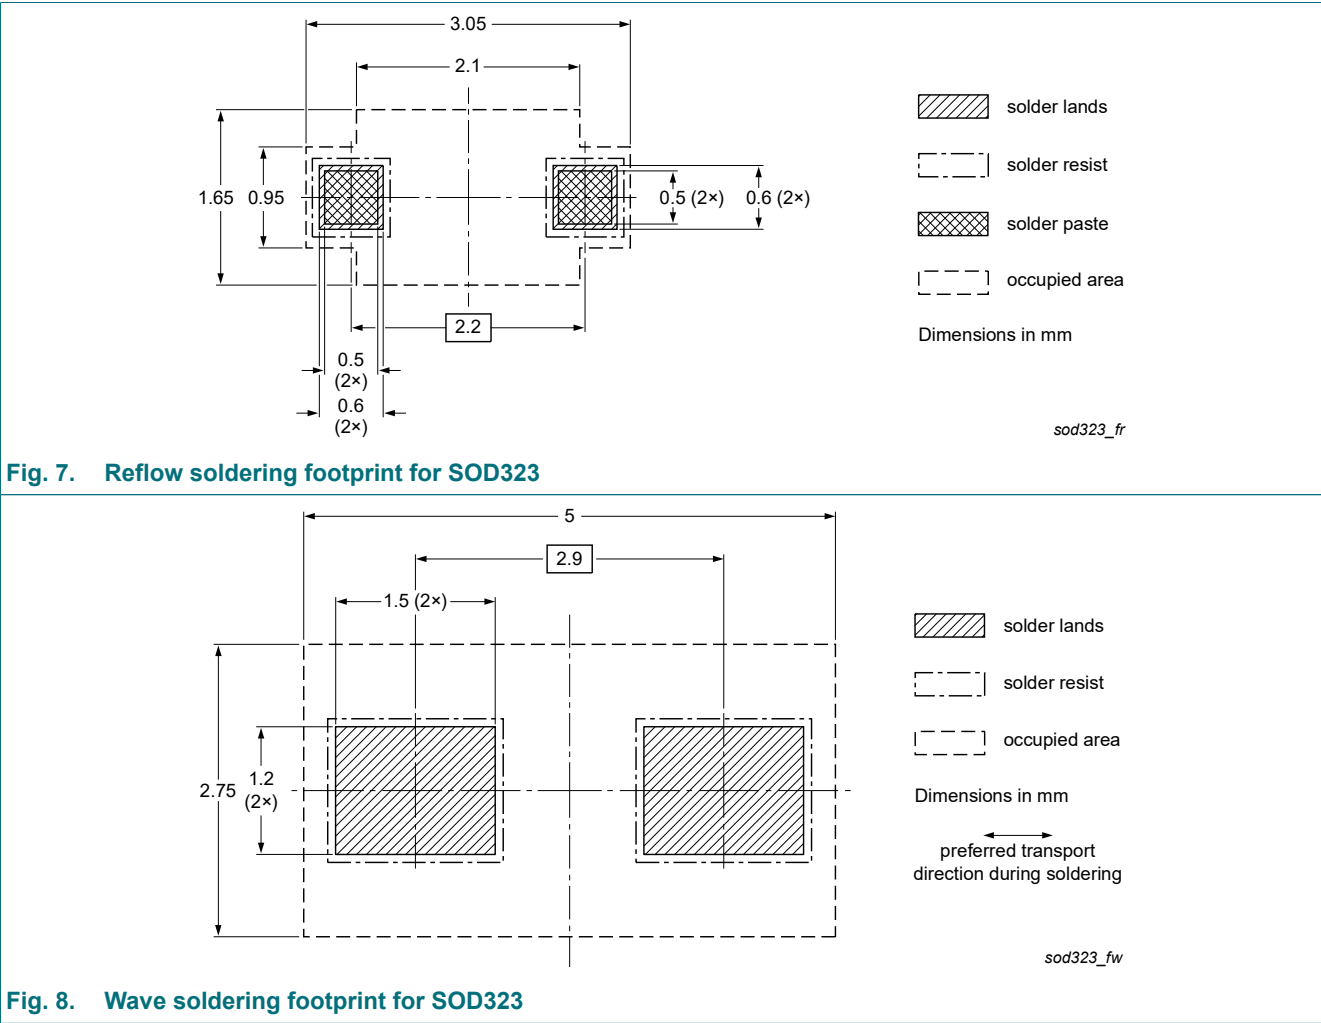 3.05
2.1
solder lands
solder resist
1.65 0.95
0.5 (2×) 0.6 (2×)
solder paste
occupied area
2.2
Dimensions in mm
0.5
(2×)
0.6
(2×)
sod323_fr
Fig. 7. Reflow soldering footprint for SOD323
5
2.9
1.5 (2×)
solder lands
solder resist
occupied area
2.75 1.2
(2×)
Dimensions in mm
preferred transport
direction during soldering
sod323_fw
Fig. 8. Wave soldering footprint for SOD323